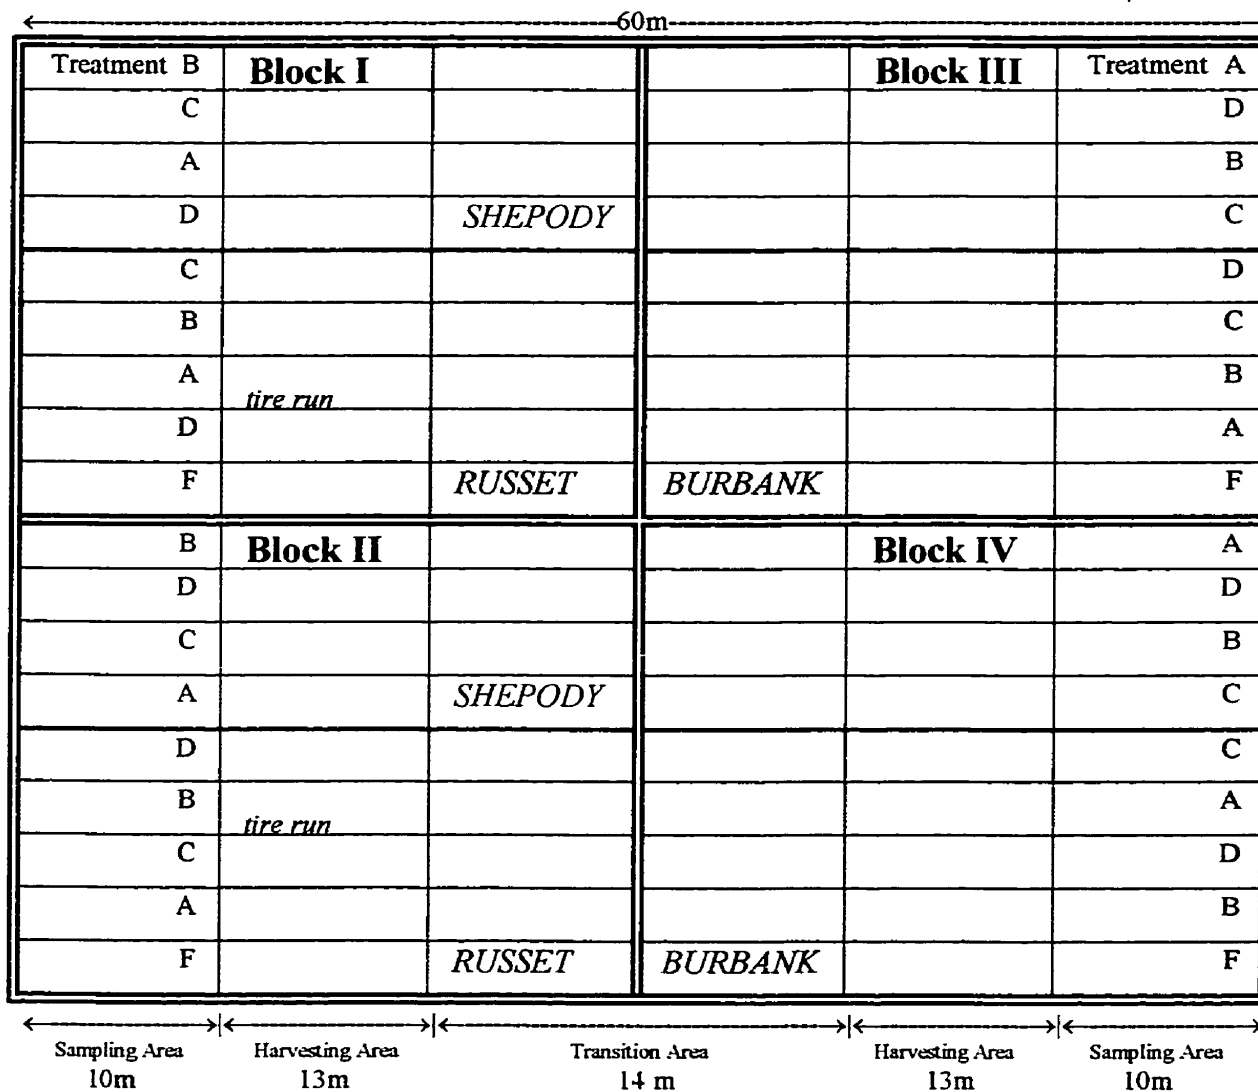 60m
Treatment B Block I Block III Treatment A
C D
A B
D SHEPODY C
C D
B C
A B
tire run
D A
F RUSSET BURBANK F
B Block II Block IV A
D D
C B
A SHEPODY C
D C
B A
tire run
C D
A B
F RUSSET BURBANK F
Sampling Area Harvesting Area Transition Area Harvesting Area Sampling Area
10m 13m 14 m 13m 10m